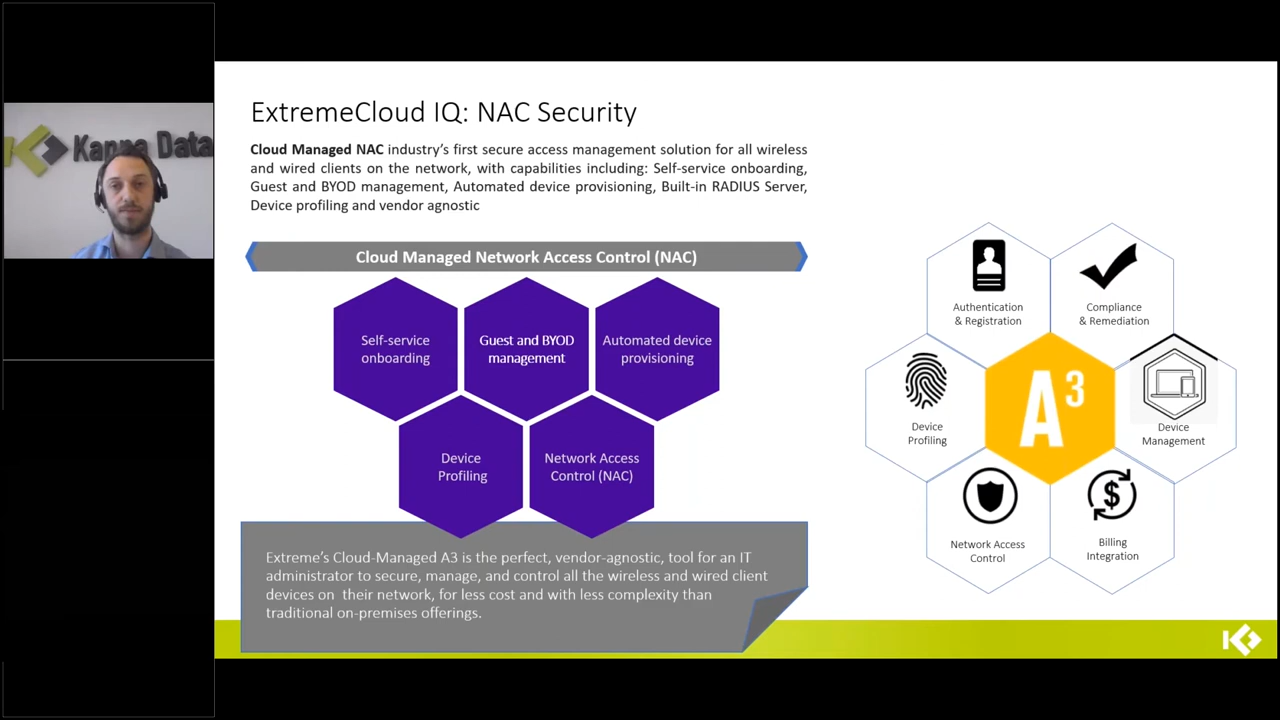 Kappa Data
ExtremeCloud IQ: NAC Security
Cloud Managed NAC industry's first secure access management solution for all wireless
and wired clients on the network, with capabilities including: Self-service onboarding,
Guest and BYOD management, Automated device provisioning, Built-in RADIUS Server,
Device profiling and vendor agnostic
Cloud Managed Network Access Control (NAC)
Self-service
onboarding
Guest and BYOD
management
Automated device
provisioning
Device
Profiling
Network Access
Control (NAC)
Extreme's Cloud-Managed A3 is the perfect, vendor-agnostic, tool for an IT
administrator to secure, manage, and control all the wireless and wired client
devices on their network, for less cost and with less complexity than
traditional on-premises offerings.
Authentication
& Registration
Compliance
& Remediation
Device
Profiling
A³
Device
Management
Network Access
Control
$
Billing
Integration